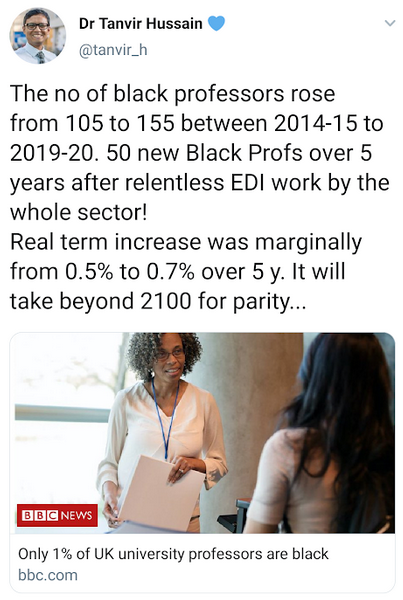 Dr Tanvir Hussain
@tanvir_h
The no of black professors rose
from 105 to 155 between 2014-15 to
2019-20. 50 new Black Profs over 5
years after relentless EDI work by the
whole sector!
Real term increase was marginally
from 0.5% to 0.7% over 5 y. It will
take beyond 2100 for parity...
BBC NEWS
Only 1% of UK university professors are black
bbc.com